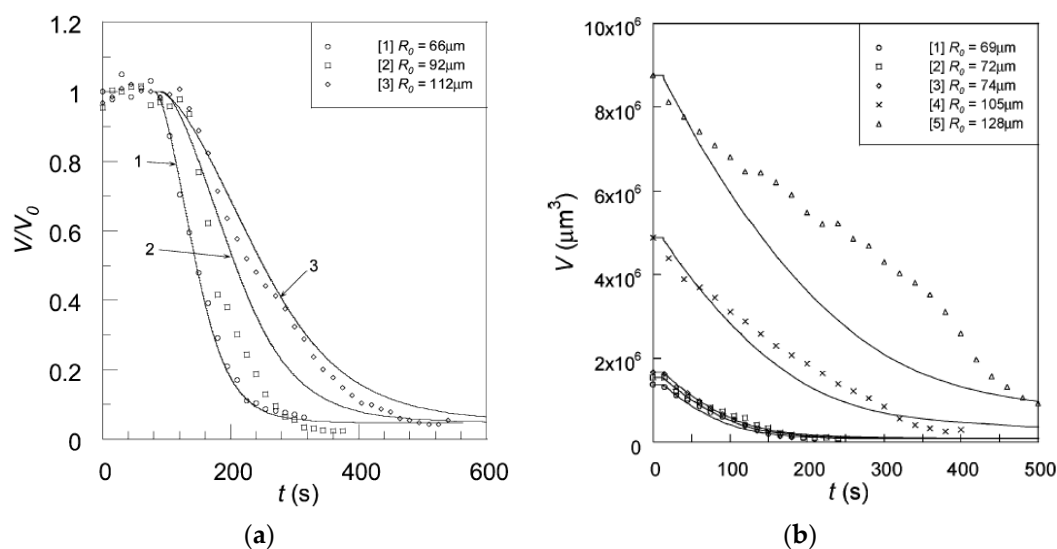 1.2
1
0.8
0.6
0.4
0.2
0
V/V0
[1] R0 = 66μm
[2] R0 = 92μm
[3] R0 = 112μm
1
2
3
0 200 400 600
t (s)
(a)
10x10^6
8x10^6
6x10^6
4x10^6
2x10^6
0
V (μm^3)
[1] R0 = 69μm
[2] R0 = 72μm
[3] R0 = 74μm
[4] R0 = 105μm
[5] R0 = 128μm
0 100 200 300 400 500
t (s)
(b)